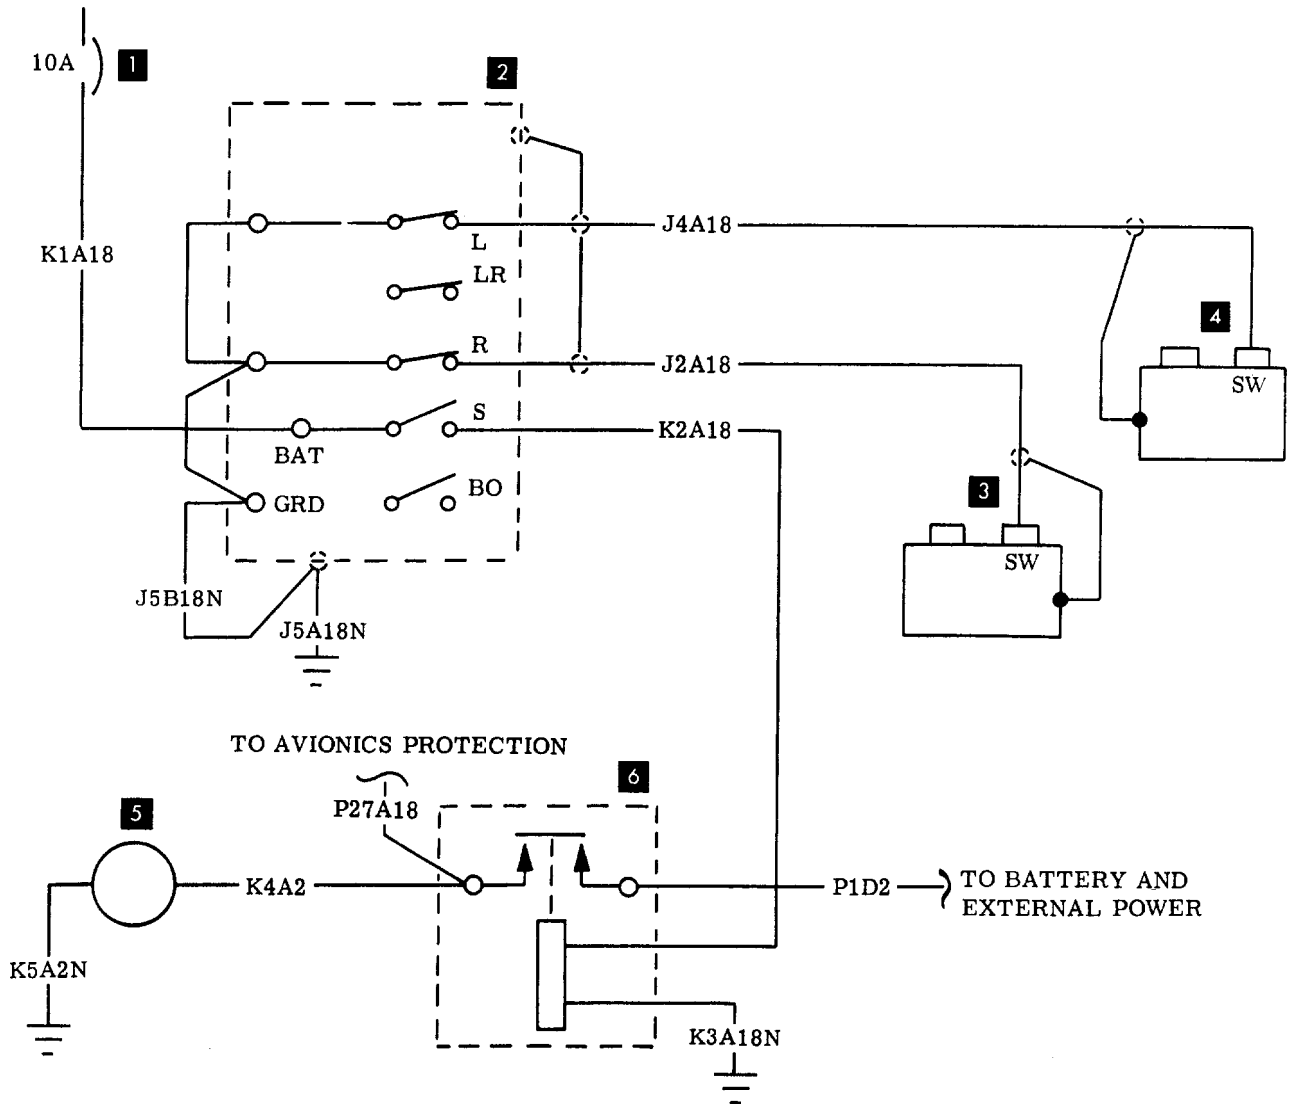 10A
1
2
J4A18
L
K1A18
LR
4
R
J2A18
SW
S
K2A18
BAT
3
BO
GRD
SW
J5B18N
J5A18N
TO AVIONICS PROTECTION
6
P27A18
5
K4A2
P1D2
TO BATTERY AND
EXTERNAL POWER
K5A2N
K3A18N